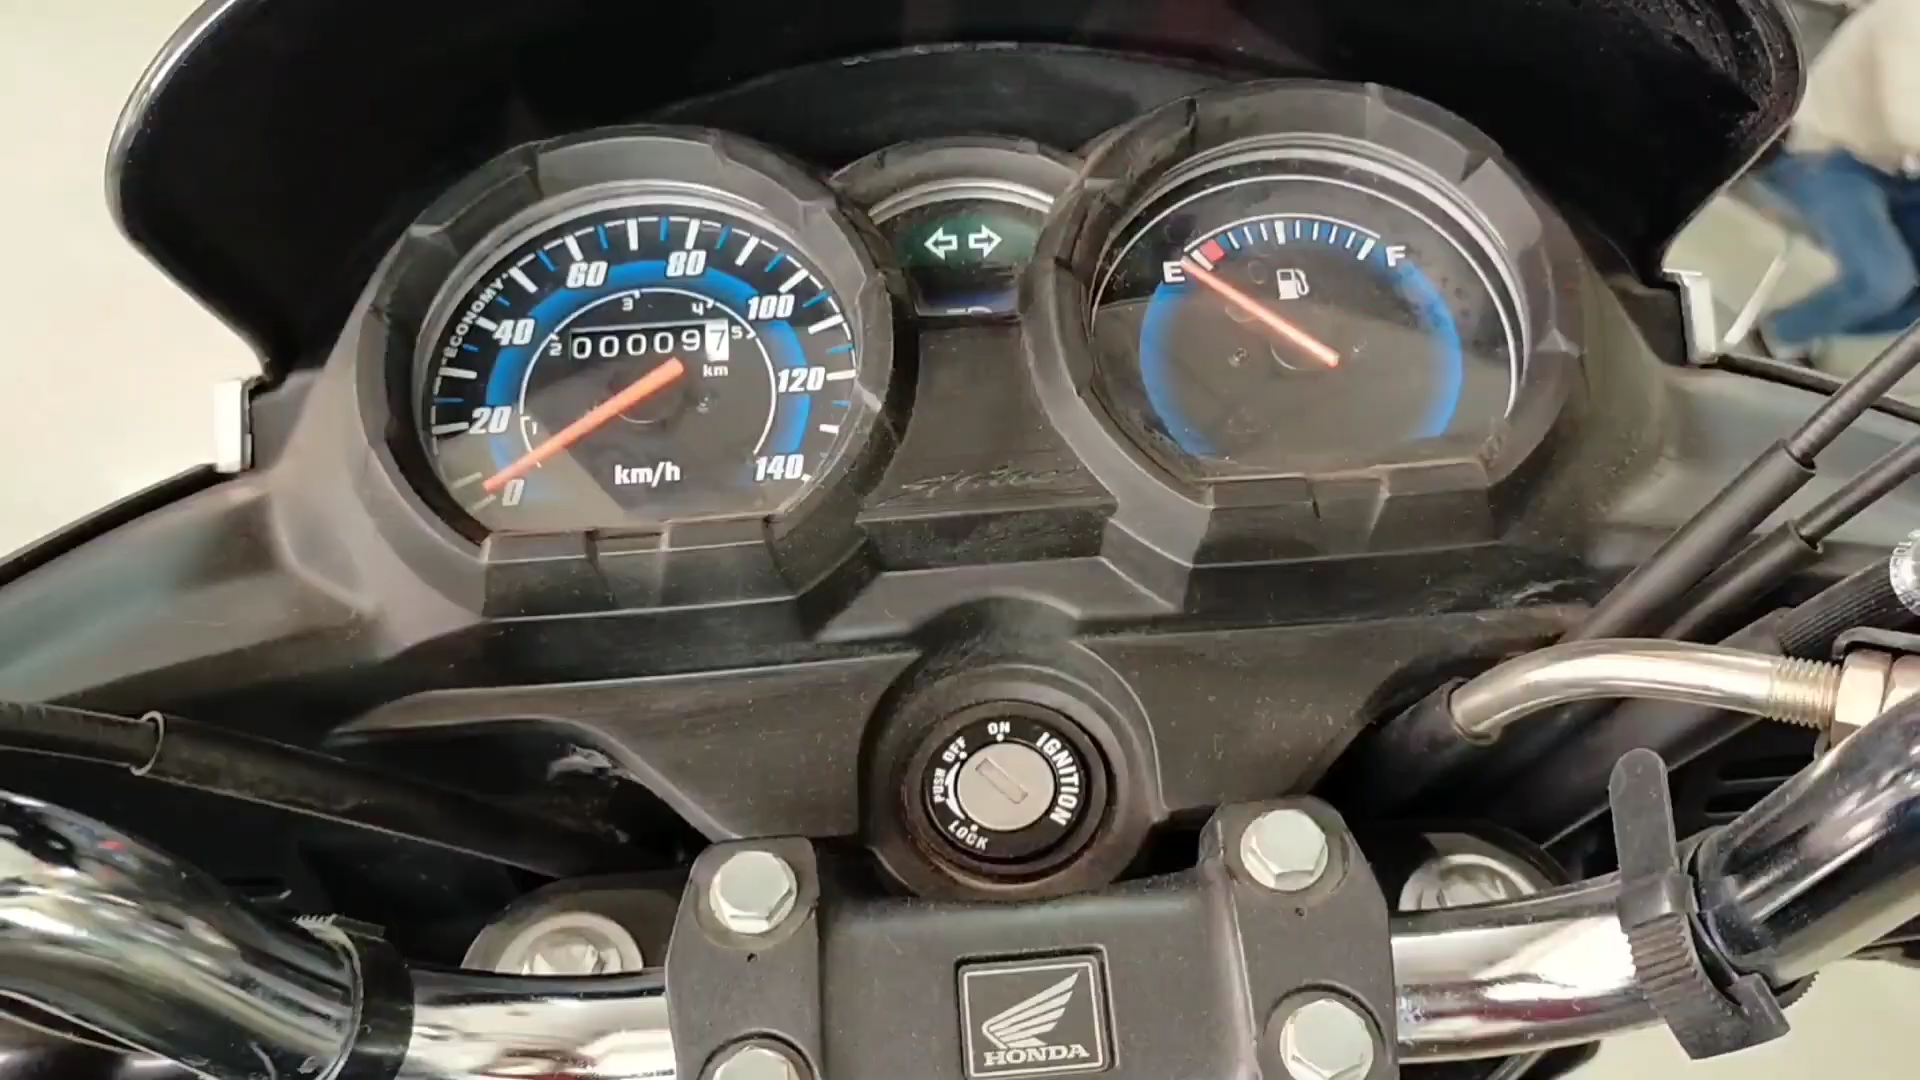 "ECONOMY"
0
20
40
60
80
100
120
140
1
2
3
4
5
000097
km
km/h
E
F
ON
OFF
PUSH
LOCK
IGNITION
HONDA